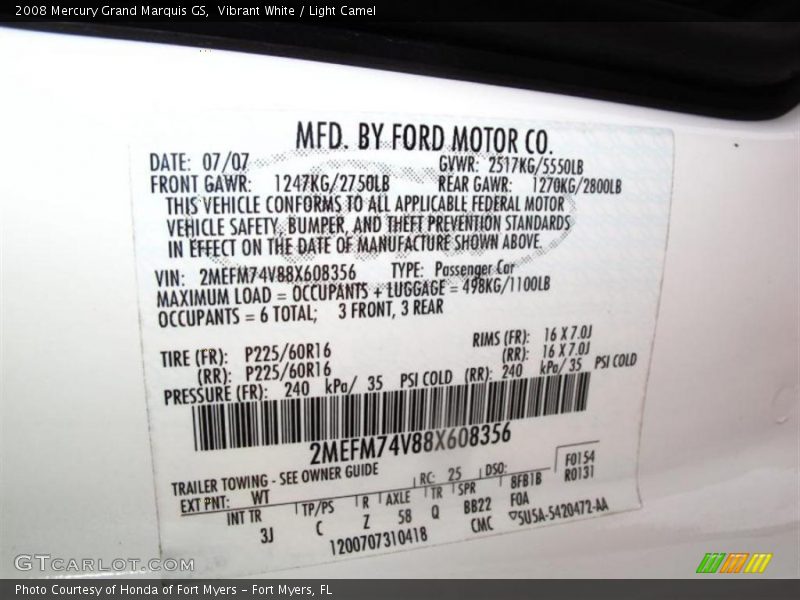 2008 Mercury Grand Marquis GS,  Vibrant White / Light Camel
MFD. BY FORD MOTOR CO.
DATE: 07/07 GVWR: 2517KG/5550LB
FRONT GAWR: 1247KG/2750LB REAR GAWR: 1270KG/2800LB
THIS VEHICLE CONFORMS TO ALL APPLICABLE FEDERAL MOTOR
VEHICLE SAFETY, BUMPER, AND THEFT PREVENTION STANDARDS
IN EFFECT ON THE DATE OF MANUFACTURE SHOWN ABOVE.
VIN: 2MEFM74V88X608356 TYPE: Passenger Car
MAXIMUM LOAD = OCCUPANTS + LUGGAGE = 498KG/1100LB
OCCUPANTS = 6 TOTAL; 3 FRONT, 3 REAR
TIRE (FR): P225/60R16 RIMS (FR): 16 X 7.0J
(RR): P225/60R16 (RR): 16 X 7.0J
PRESSURE (FR): 240 kPa/ 35 PSI COLD (RR): 240 kPa/ 35 PSI COLD
2MEFM74V88X608356
TRAILER TOWING - SEE OWNER GUIDE
EXT PNT: WT RC: 25 DSO: F0154
R0131
INT TR TP/PS R AXLE TR SPR 8FB1B
3J C Z 58 Q BB22 F0A
1200707310418 CMC ▽5U5A-5420472-AA
GTCarLot.com
Photo Courtesy of Honda of Fort Myers – Fort Myers, FL